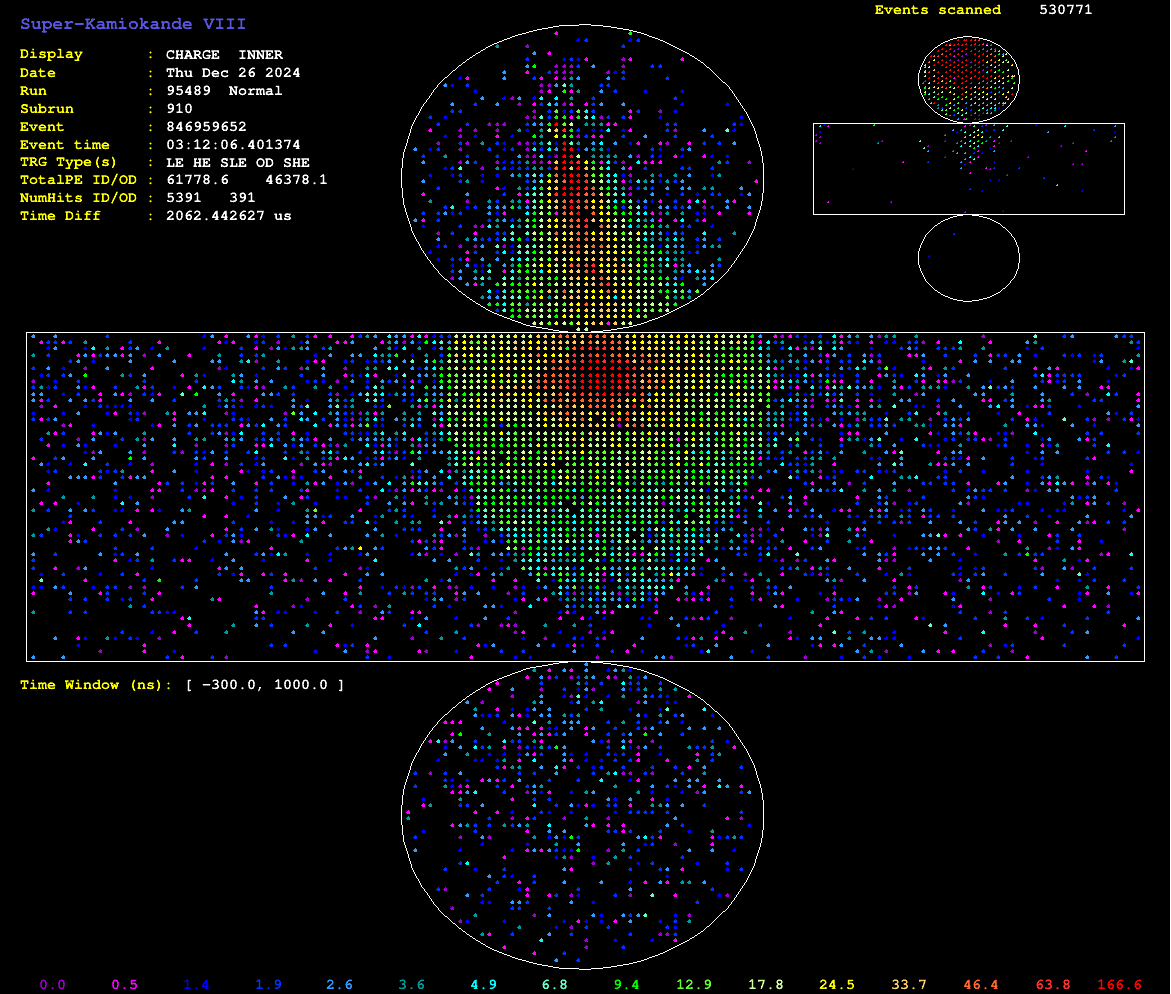 Super-Kamiokande VIII
Events scanned 530771
Display : CHARGE INNER
Date : Thu Dec 26 2024
Run : 95489 Normal
Subrun : 910
Event : 846959652
Event time : 03:12:06.401374
TRG Type(s) : LE HE SLE OD SHE
TotalPE ID/OD : 61778.6 46378.1
NumHits ID/OD : 5391 391
Time Diff : 2062.442627 us
Time Window (ns): [ -300.0, 1000.0 ]
0.0 0.5 1.4 1.9 2.6 3.6 4.9 6.8 9.4 12.9 17.8 24.5 33.7 46.4 63.8 166.6